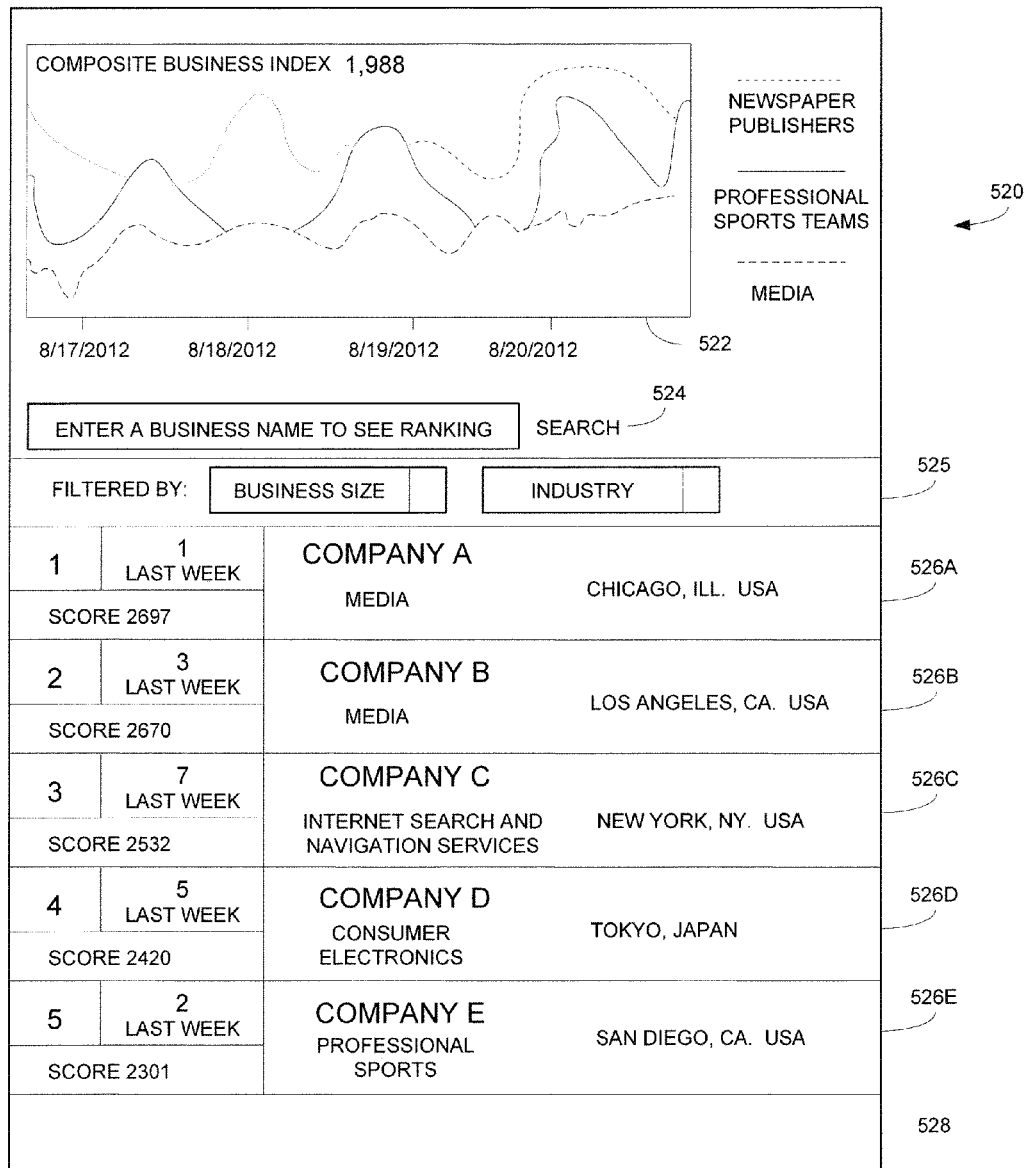 COMPOSITE BUSINESS INDEX 1,988
NEWSPAPER
PUBLISHERS
PROFESSIONAL
SPORTS TEAMS
MEDIA
520
8/17/2012 8/18/2012 8/19/2012 8/20/2012
522
524
ENTER A BUSINESS NAME TO SEE RANKING SEARCH
525
FILTERED BY: BUSINESS SIZE INDUSTRY
1
1
LAST WEEK
SCORE 2697
COMPANY A
MEDIA
CHICAGO, ILL. USA
526A
2
3
LAST WEEK
SCORE 2670
COMPANY B
MEDIA
LOS ANGELES, CA. USA
526B
3
7
LAST WEEK
SCORE 2532
COMPANY C
INTERNET SEARCH AND
NAVIGATION SERVICES
NEW YORK, NY. USA
526C
4
5
LAST WEEK
SCORE 2420
COMPANY D
CONSUMER
ELECTRONICS
TOKYO, JAPAN
526D
5
2
LAST WEEK
SCORE 2301
COMPANY E
PROFESSIONAL
SPORTS
SAN DIEGO, CA. USA
526E
528